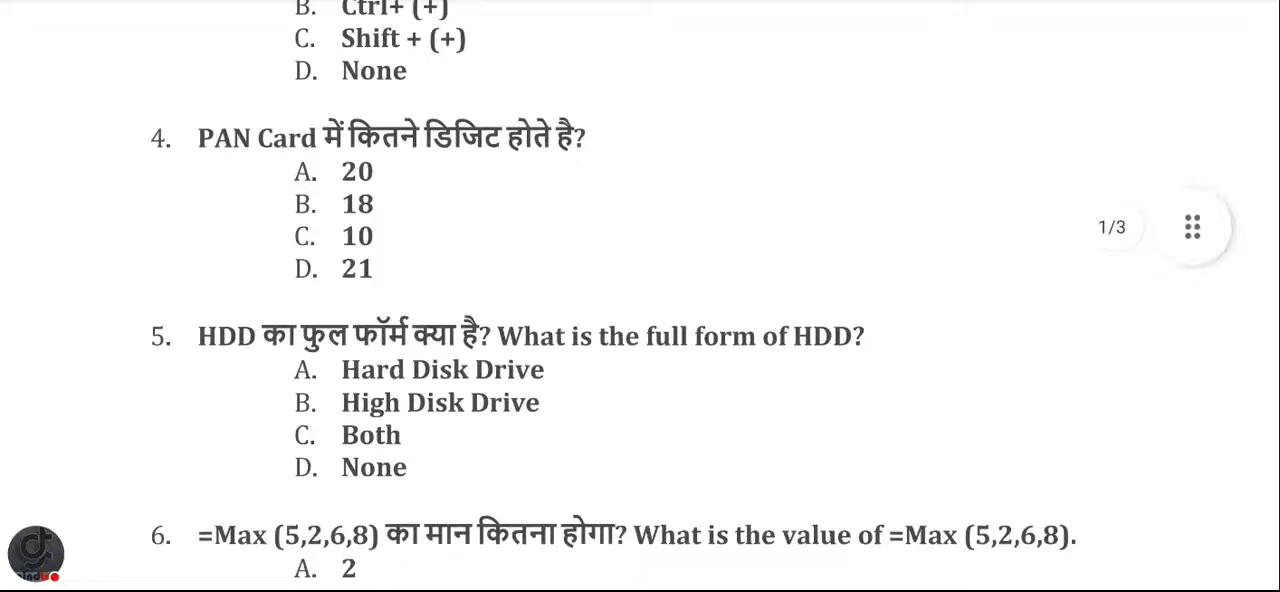 B. Ctrl+ (+)
C. Shift + (+)
D. None
4. PAN Card में कितने डिजिट होते है?
A. 20
B. 18
C. 10
D. 21
1/3
5. HDD का फुल फॉर्म क्या है? What is the full form of HDD?
A. Hard Disk Drive
B. High Disk Drive
C. Both
D. None
6. =Max (5,2,6,8) का मान कितना होगा? What is the value of =Max (5,2,6,8).
A. 2